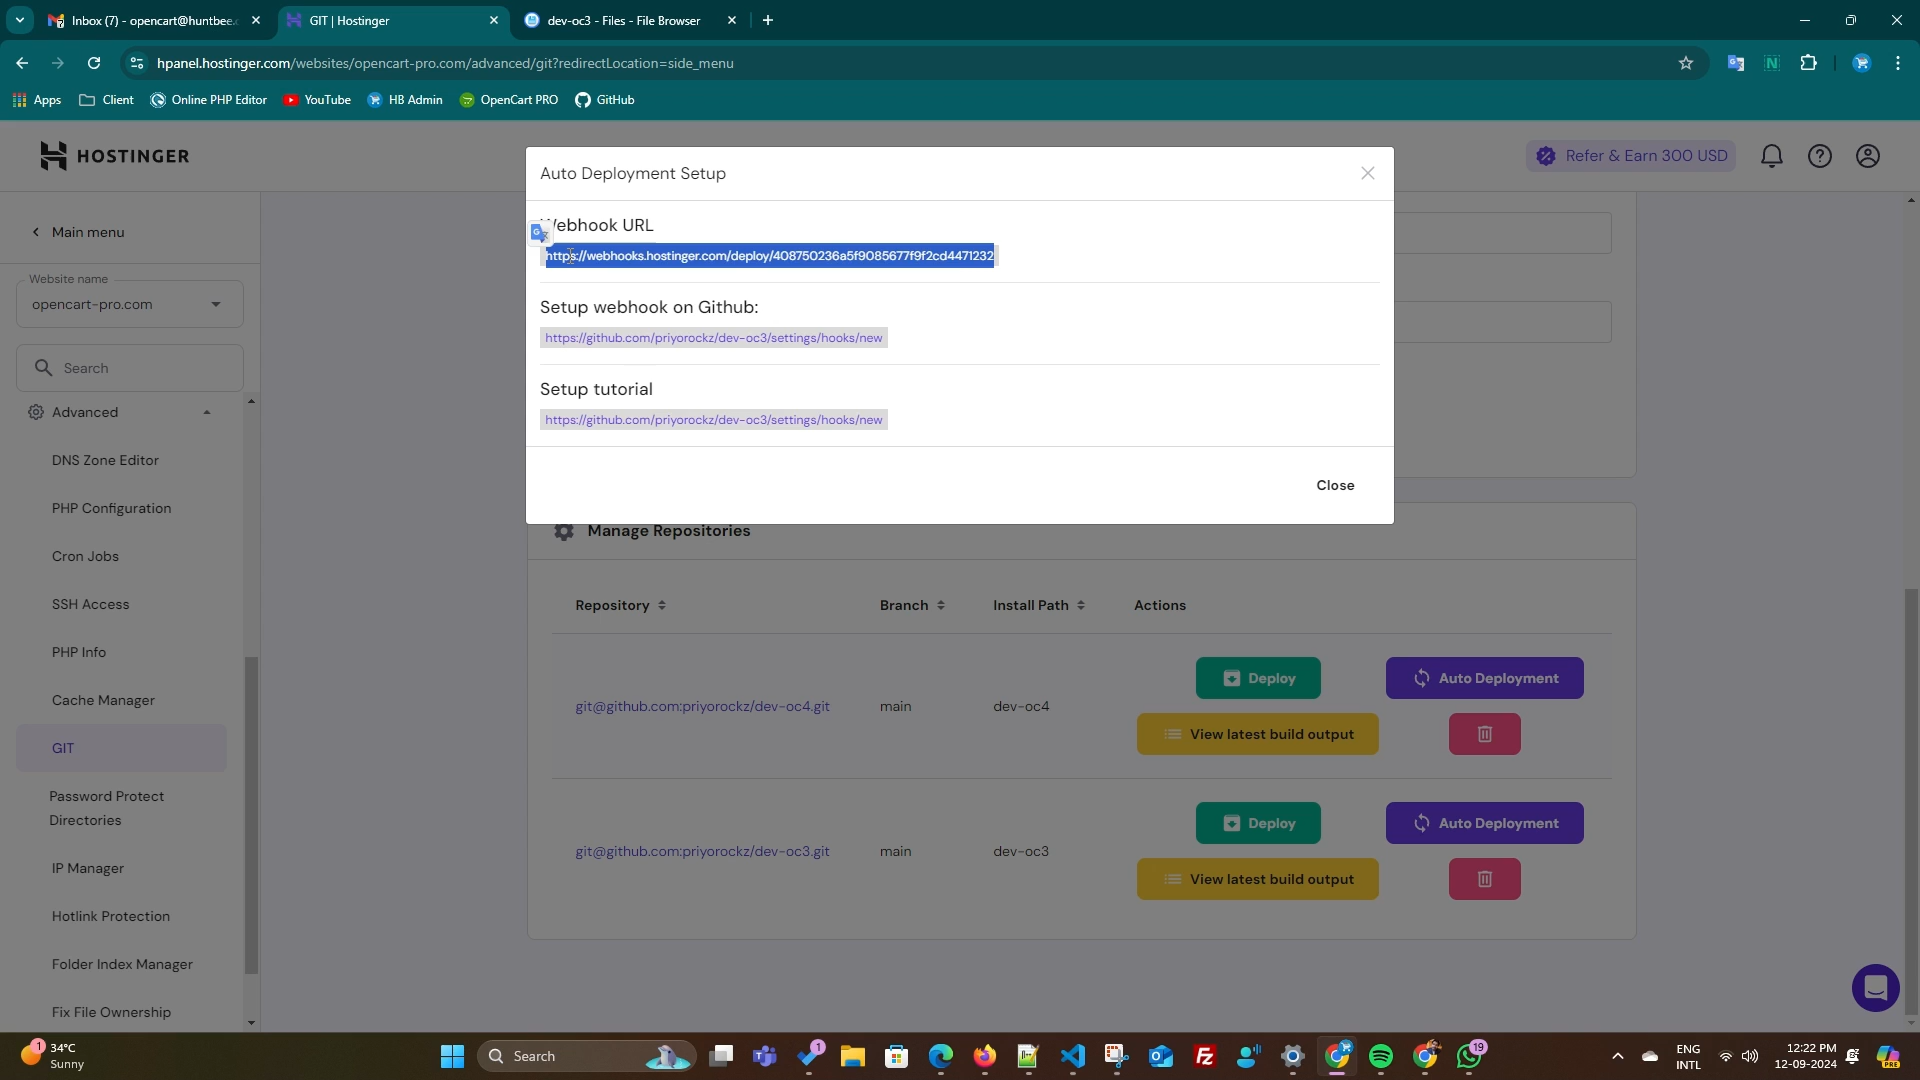 Inbox (7) - opencart@huntbee.
GIT | Hostinger
dev-oc3 - Files - File Browser
hpanel.hostinger.com/websites/opencart-pro.com/advanced/git?redirectLocation=side_menu
Apps
Client
Online PHP Editor
YouTube
HB Admin
OpenCart PRO
GitHub
HOSTINGER
Refer & Earn 300 USD
Main menu
Website name
opencart-pro.com
Search
Advanced
DNS Zone Editor
PHP Configuration
Cron Jobs
SSH Access
PHP Info
Cache Manager
GIT
Password Protect
Directories
IP Manager
Hotlink Protection
Folder Index Manager
Fix File Ownership
Auto Deployment Setup
Webhook URL
https://webhooks.hostinger.com/deploy/408750236a5f9085677f9f2cd4471232
Setup webhook on Github:
https://github.com/priyorockz/dev-oc3/settings/hooks/new
Setup tutorial
https://github.com/priyorockz/dev-oc3/settings/hooks/new
Close
Manage Repositories
Repository Branch Install Path Actions
git@github.com:priyorockz/dev-oc4.git main dev-oc4
Deploy Auto Deployment
View latest build output
git@github.com:priyorockz/dev-oc3.git main dev-oc3
Deploy Auto Deployment
View latest build output
1
34°C
Sunny
Search
1
19
ENG
INTL
12:22 PM
12-09-2024
PRE